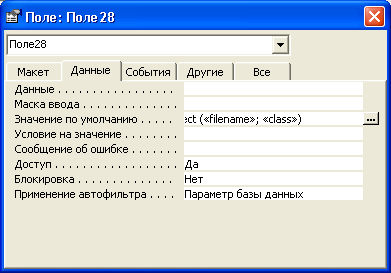 Поле: Поле28
Поле28
Макет Данные События Другие Все
Данные . . . . . . . . . . . . . . . . . .
Маска ввода . . . . . . . . . . . . . .
Значение по умолчанию . . . . . ect («filename»; «class») ...
Условие на значение . . . . . . . .
Сообщение об ошибке . . . . . . .
Доступ . . . . . . . . . . . . . . . . . . Да
Блокировка . . . . . . . . . . . . . . . Нет
Применение автофильтра . . . . Параметр базы данных